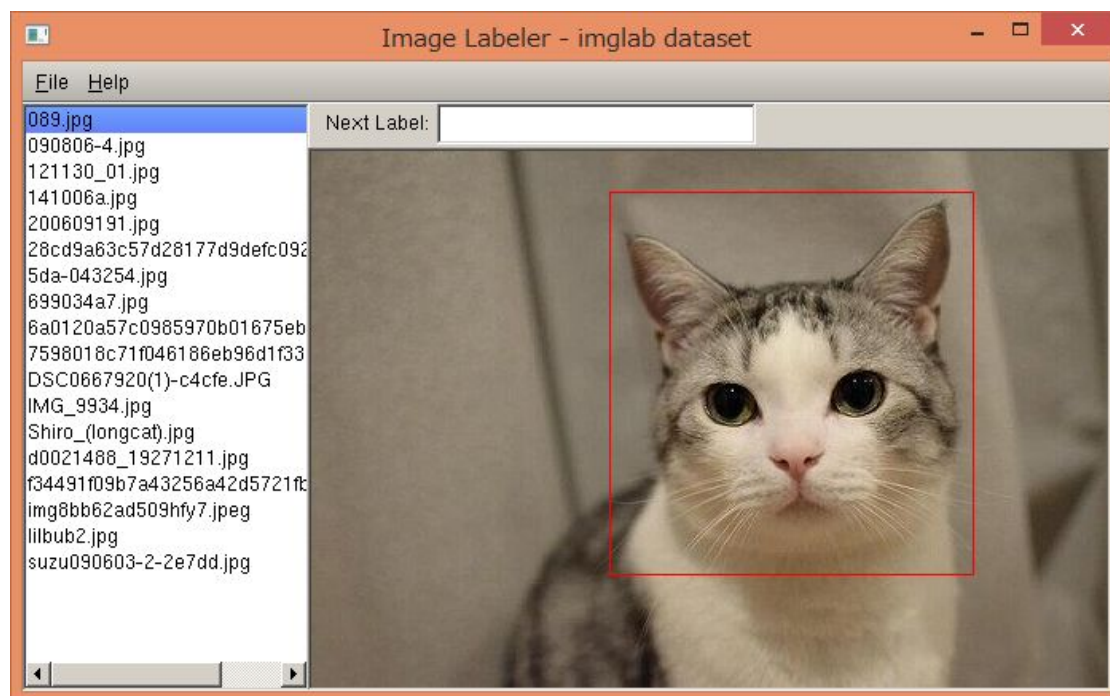 Image Labeler - imglab dataset
File Help
Next Label:
089.jpg
090806-4.jpg
121130_01.jpg
141006a.jpg
200609191.jpg
28cd9a63c57d28177d9defc092
5da-043254.jpg
699034a7.jpg
6a0120a57c0985970b01675eb
7598018c71f046186eb96d1f33
DSC0667920(1)-c4cfe.JPG
IMG_9934.jpg
Shiro_(longcat).jpg
d0021488_19271211.jpg
f34491f09b7a43256a42d5721fb
img8bb62ad509hfy7.jpeg
lilbub2.jpg
suzu090603-2-2e7dd.jpg